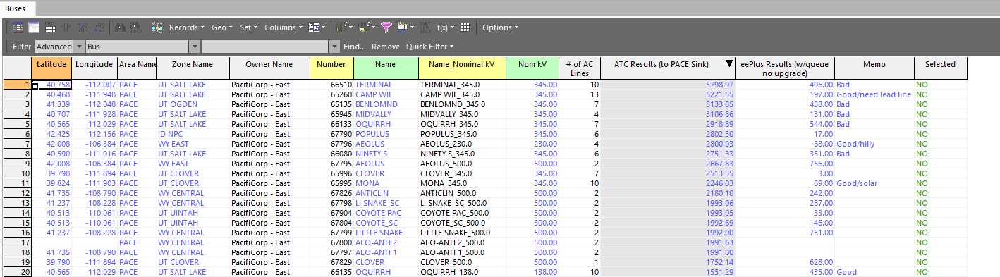 Buses
Records Geo Set Columns f(x) Options
Filter Advanced Bus Find... Remove Quick Filter
Latitude Longitude Area Name Zone Name Owner Name Number Name Name_Nominal kV Nom kV # of AC Lines ATC Results (to PACE Sink) eePlus Results (w/queue no upgrade) Memo Selected
1 40.758 -112.007 PACE UT SALT LAKE PacifiCorp - East 66510 TERMINAL TERMINAL_345.0 345.00 10 5798.97 496.00 Bad NO
2 40.468 -111.948 PACE UT SALT LAKE PacifiCorp - East 65260 CAMP WIL CAMP WIL_345.0 345.00 13 5221.55 197.00 Good/need lead line NO
3 41.339 -112.048 PACE UT OGDEN PacifiCorp - East 65135 BENLOMND BENLOMND_345.0 345.00 7 3133.85 438.00 Bad NO
4 40.707 -111.928 PACE UT SALT LAKE PacifiCorp - East 65945 MIDVALLY MIDVALLY_345.0 345.00 4 3106.86 131.00 Bad NO
5 40.565 -112.029 PACE UT SALT LAKE PacifiCorp - East 66133 OQUIRRH OQUIRRH_345.0 345.00 7 2918.89 544.00 Bad NO
6 42.425 -112.156 PACE ID NPC PacifiCorp - East 67790 POPULUS POPULUS_345.0 345.00 6 2802.30 17.00 NO
7 42.008 -106.384 PACE WY EAST PacifiCorp - East 67796 AEOLUS AEOLUS_230.0 230.00 4 2800.93 68.00 Good/hilly NO
8 40.590 -111.916 PACE UT SALT LAKE PacifiCorp - East 66080 NINETY S NINETY S_345.0 345.00 6 2751.33 351.00 Bad NO
9 42.008 -106.384 PACE WY EAST PacifiCorp - East 67795 AEOLUS AEOLUS_500.0 500.00 2 2667.83 756.00 NO
10 39.790 -111.894 PACE UT CLOVER PacifiCorp - East 65996 CLOVER CLOVER_345.0 345.00 7 2513.35 3.00 NO
11 39.824 -111.903 PACE UT CLOVER PacifiCorp - East 65995 MONA MONA_345.0 345.00 10 2246.03 69.00 Good/solar NO
12 41.735 -108.790 PACE WY CENTRAL PacifiCorp - East 67826 ANTICLIN ANTICLIN_500.0 500.00 2 2180.10 242.00 NO
13 41.237 -108.228 PACE WY CENTRAL PacifiCorp - East 67798 LI SNAKE_SC LI SNAKE_SC_500.0 500.00 2 1993.06 287.00 NO
14 40.513 -110.061 PACE UT UINTAH PacifiCorp - East 67904 COYOTE PAC COYOTE PAC_500.0 500.00 2 1993.05 33.00 NO
15 40.513 -110.061 PACE UT UINTAH PacifiCorp - East 67804 COYOTE_SC COYOTE_SC_500.0 500.00 2 1992.69 146.00 NO
16 41.237 -108.228 PACE WY CENTRAL PacifiCorp - East 67799 LITTLE SNAKE LITTLE SNAKE_500.0 500.00 2 1992.00 751.00 NO
17 PACE WY CENTRAL PacifiCorp - East 67800 AEO-ANTI 2 AEO-ANTI 2_500.0 500.00 2 1991.63 NO
18 41.735 -108.790 PACE WY CENTRAL PacifiCorp - East 67797 AEO-ANTI 1 AEO-ANTI 1_500.0 500.00 2 1991.00 NO
19 39.790 -111.894 PACE UT CLOVER PacifiCorp - East 67829 CLOVER CLOVER_500.0 500.00 1 1752.14 628.00 NO
20 40.565 -112.029 PACE UT SALT LAKE PacifiCorp - East 66135 OQUIRRH OQUIRRH_138.0 138.00 10 1551.29 435.00 Good NO